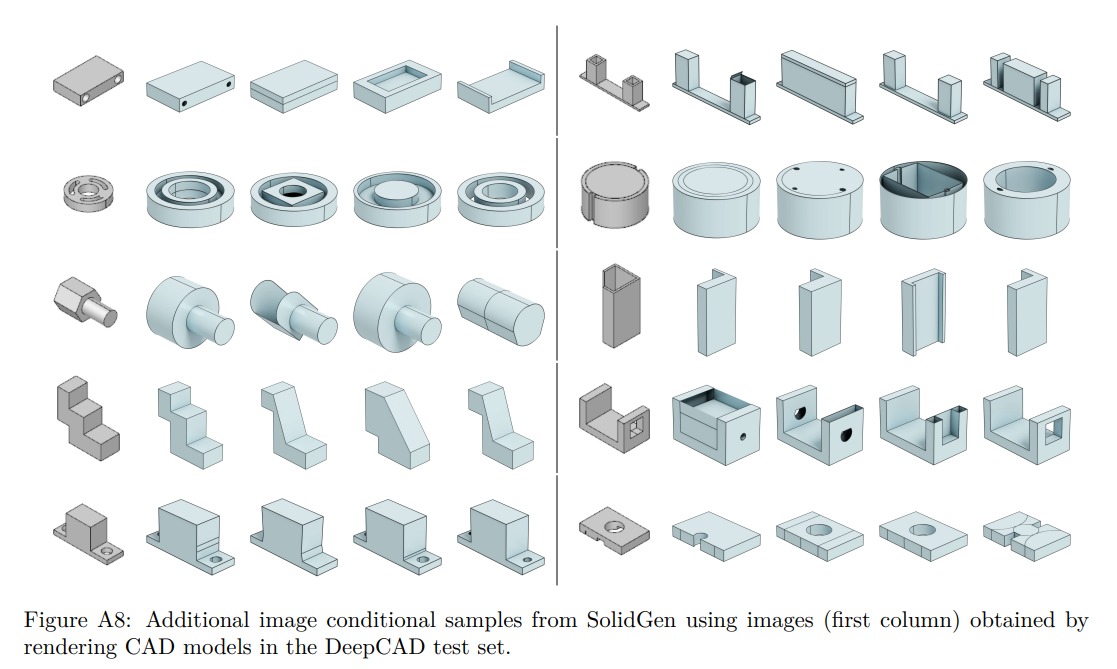 Figure A8: Additional image conditional samples from SolidGen using images (first column) obtained by
rendering CAD models in the DeepCAD test set.